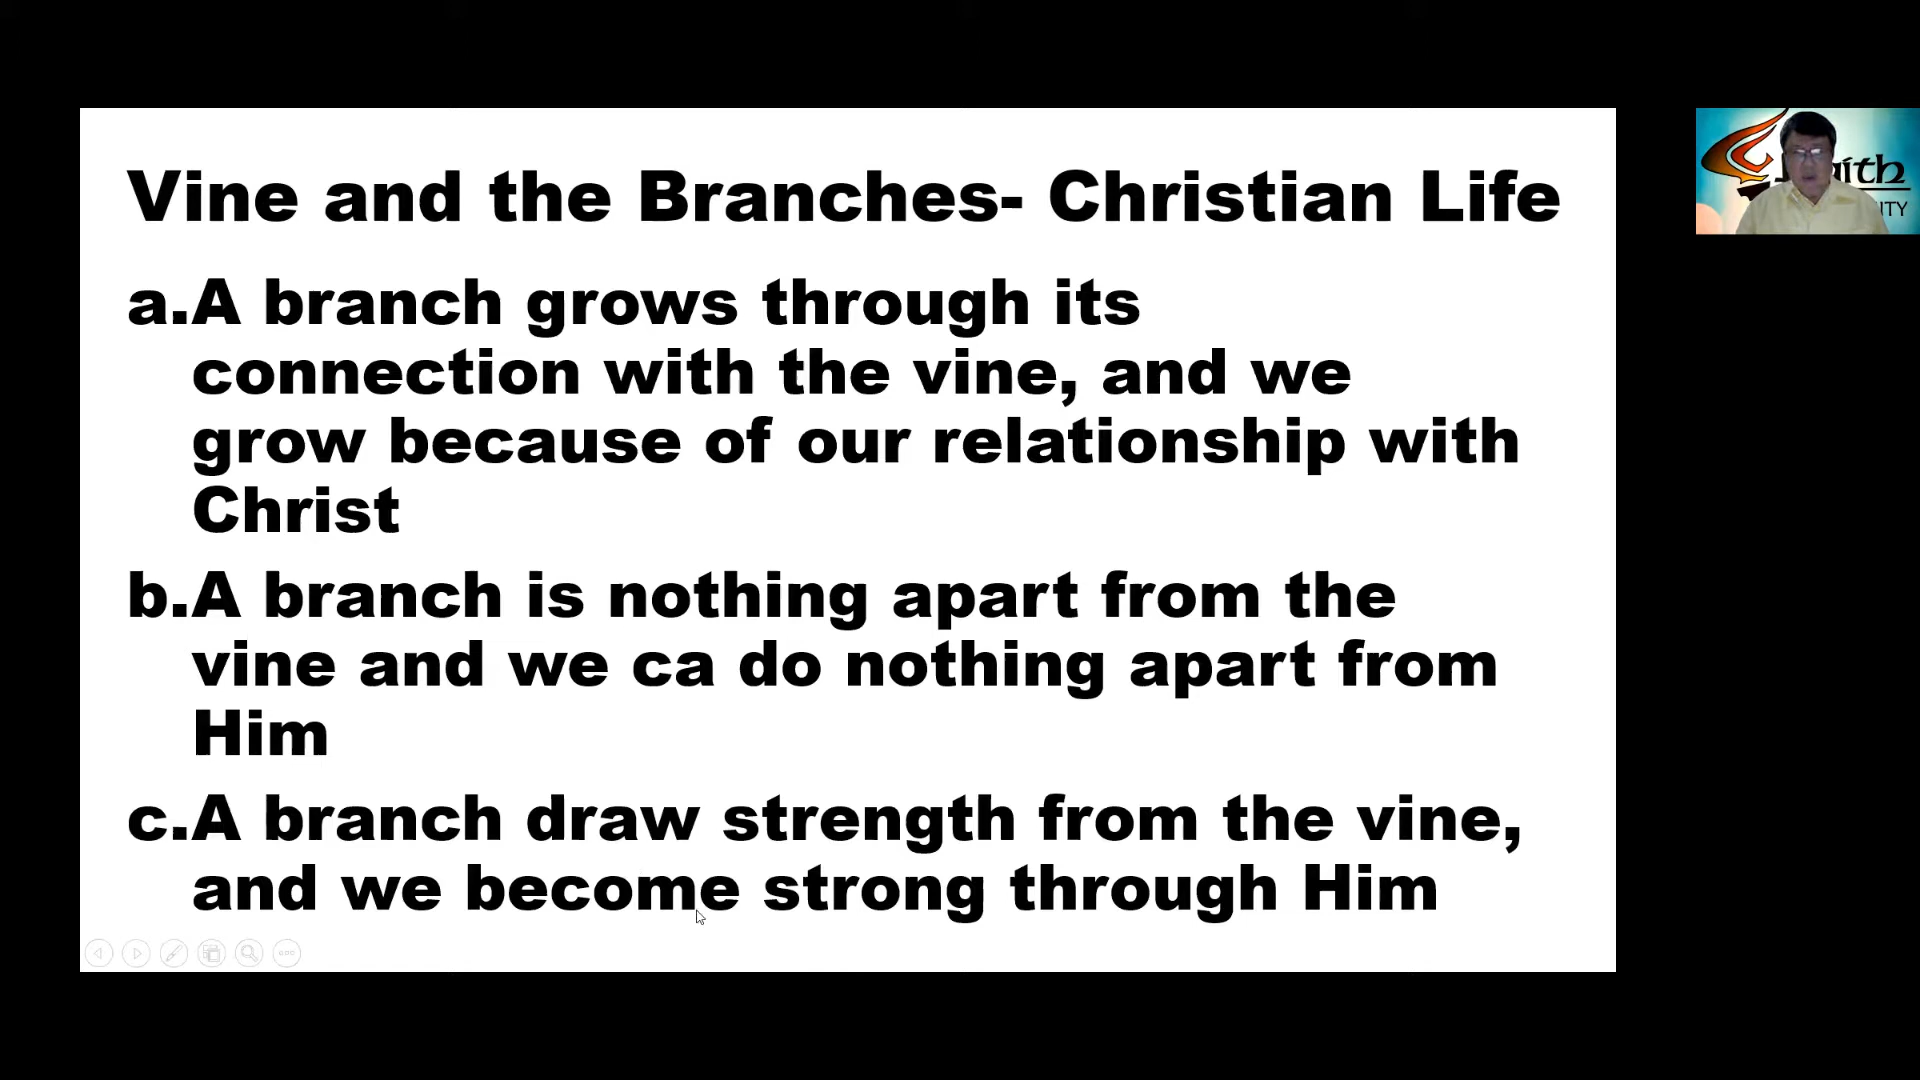 Vine and the Branches- Christian Life
a.A branch grows through its
connection with the vine, and we
grow because of our relationship with
Christ
b.A branch is nothing apart from the
vine and we ca do nothing apart from
Him
c.A branch draw strength from the vine,
and we become strong through Him